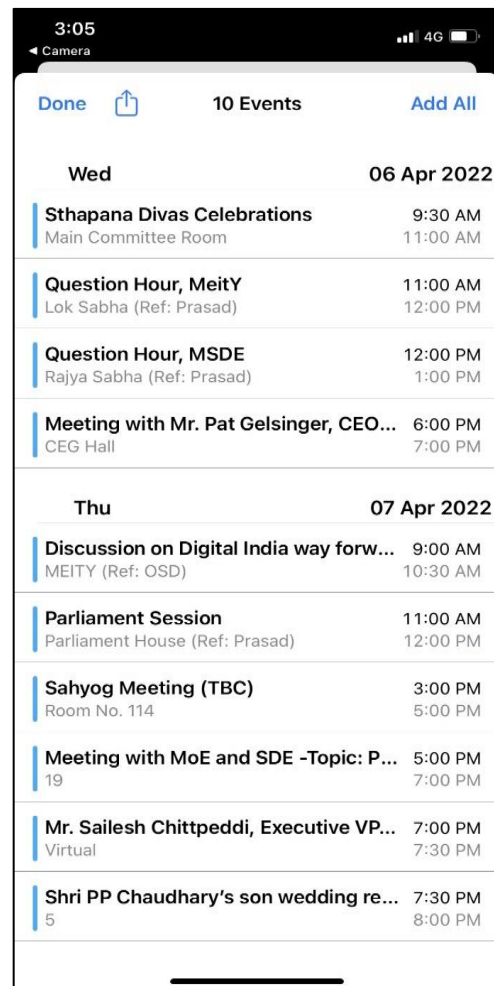 3:05
4G
◄ Camera
Done 10 Events Add All
Wed 06 Apr 2022
Sthapana Divas Celebrations 9:30 AM
Main Committee Room 11:00 AM
Question Hour, MeitY 11:00 AM
Lok Sabha (Ref: Prasad) 12:00 PM
Question Hour, MSDE 12:00 PM
Rajya Sabha (Ref: Prasad) 1:00 PM
Meeting with Mr. Pat Gelsinger, CEO... 6:00 PM
CEG Hall 7:00 PM
Thu 07 Apr 2022
Discussion on Digital India way forw... 9:00 AM
MEITY (Ref: OSD) 10:30 AM
Parliament Session 11:00 AM
Parliament House (Ref: Prasad) 12:00 PM
Sahyog Meeting (TBC) 3:00 PM
Room No. 114 5:00 PM
Meeting with MoE and SDE -Topic: P... 5:00 PM
19 7:00 PM
Mr. Sailesh Chittpeddi, Executive VP... 7:00 PM
Virtual 7:30 PM
Shri PP Chaudhary's son wedding re... 7:30 PM
5 8:00 PM